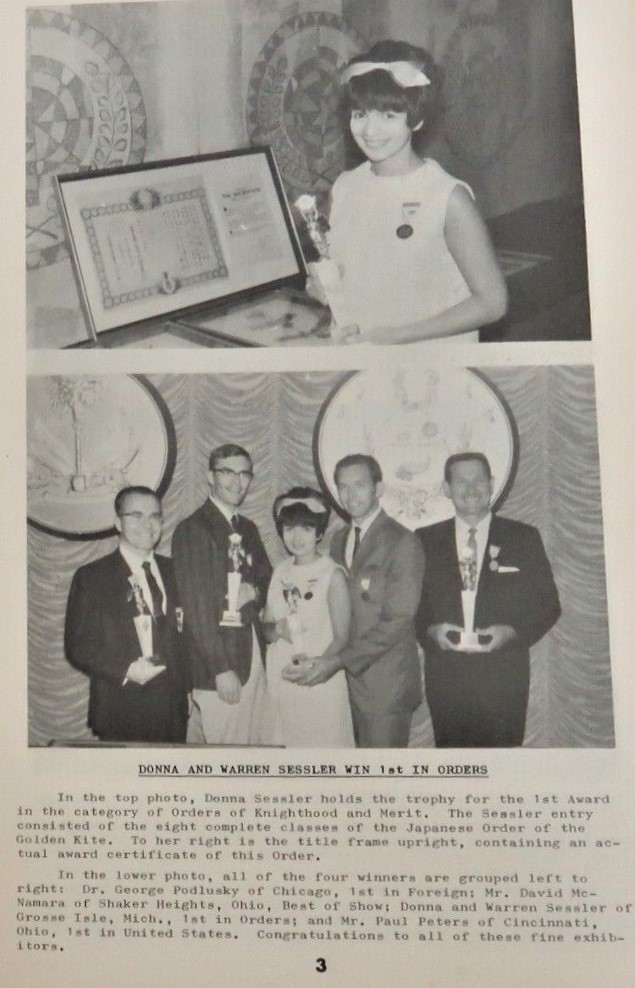 DONNA AND WARREN SESSLER WIN 1st IN ORDERS
In the top photo, Donna Sessler holds the trophy for the 1st Award
in the category of Orders of Knighthood and Merit. The Sessler entry
consisted of the eight complete classes of the Japanese Order of the
Golden Kite. To her right is the title frame upright, containing an ac-
tual award certificate of this Order.
In the lower photo, all of the four winners are grouped left to
right: Dr. George Podlusky of Chicago, 1st in Foreign; Mr. David Mc-
Namara of Shaker Heights, Ohio, Best of Show; Donna and Warren Sessler of
Grosse Isle, Mich., 1st in Orders; and Mr. Paul Peters of Cincinnati,
Ohio, 1st in United States. Congratulations to all of these fine exhib-
itors.
3